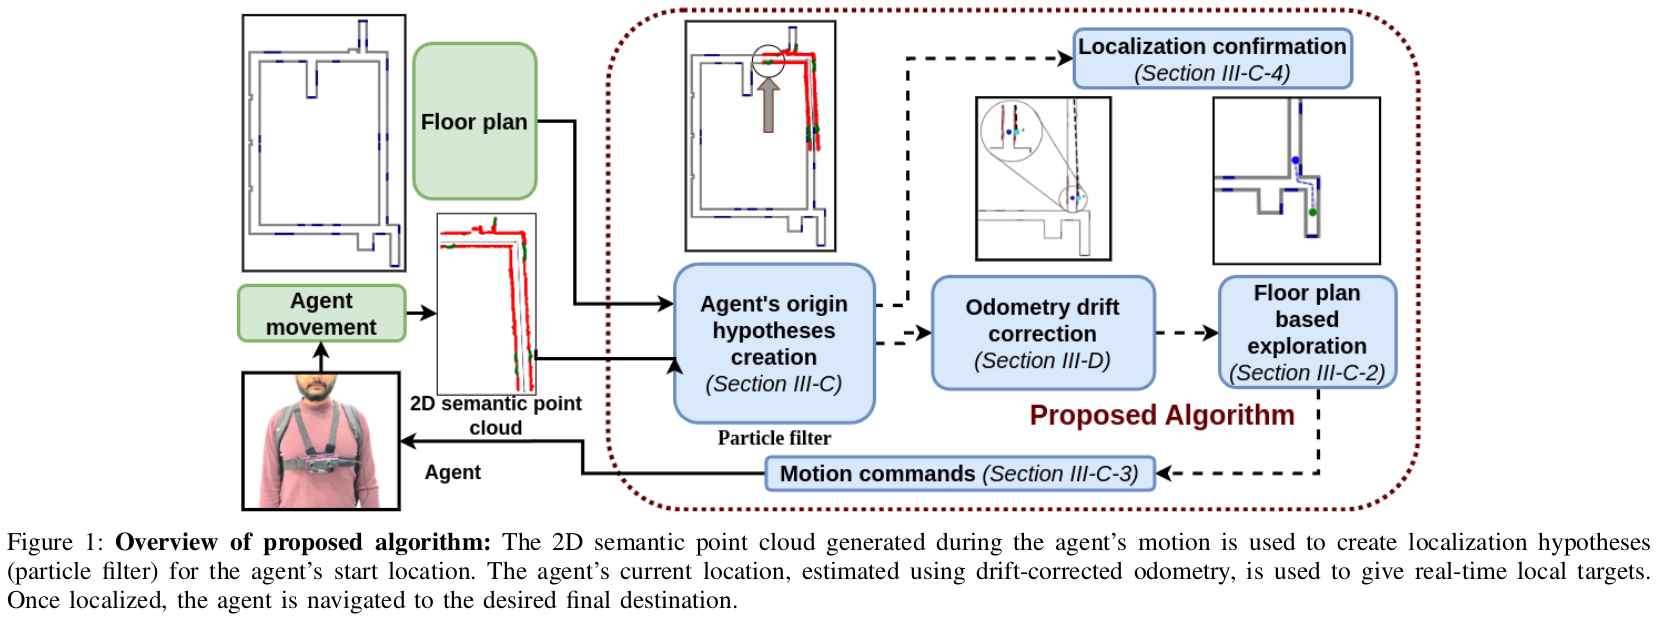 Floor plan
Agent
movement
2D semantic point
cloud
Agent
Agent's origin
hypotheses
creation
(Section III-C)
Particle filter
Localization confirmation
(Section III-C-4)
Odometry drift
correction
(Section III-D)
Floor plan
based
exploration
(Section III-C-2)
Proposed Algorithm
Motion commands (Section III-C-3)
Figure 1: Overview of proposed algorithm: The 2D semantic point cloud generated during the agent's motion is used to create localization hypotheses
(particle filter) for the agent's start location. The agent's current location, estimated using drift-corrected odometry, is used to give real-time local targets.
Once localized, the agent is navigated to the desired final destination.